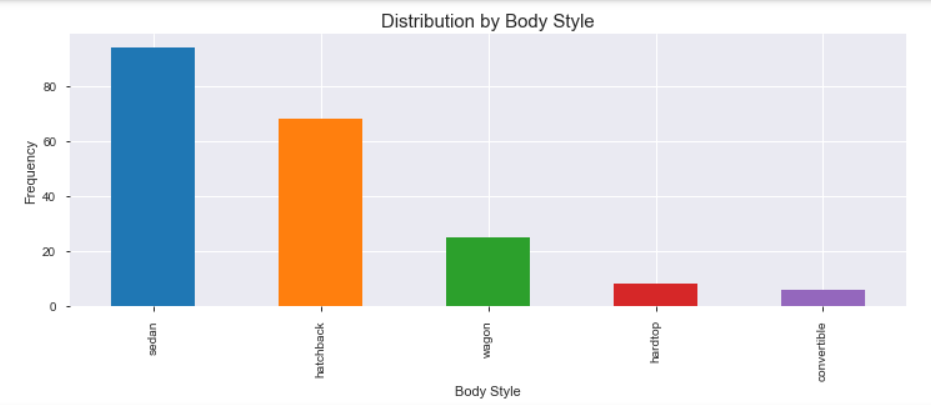 Distribution by Body Style
Frequency
80
60
40
20
0
sedan
hatchback
wagon
hardtop
convertible
Body Style